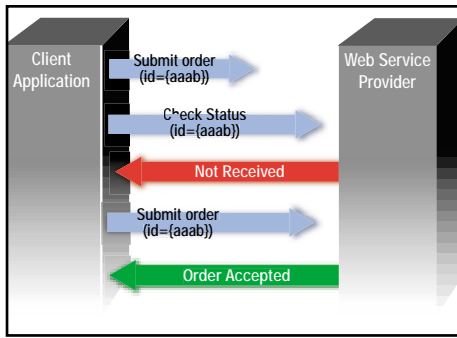 Client
Application
Web Service
Provider
Submit order
(id={aaab})
Check Status
(id={aaab})
Not Received
Submit order
(id={aaab})
Order Accepted